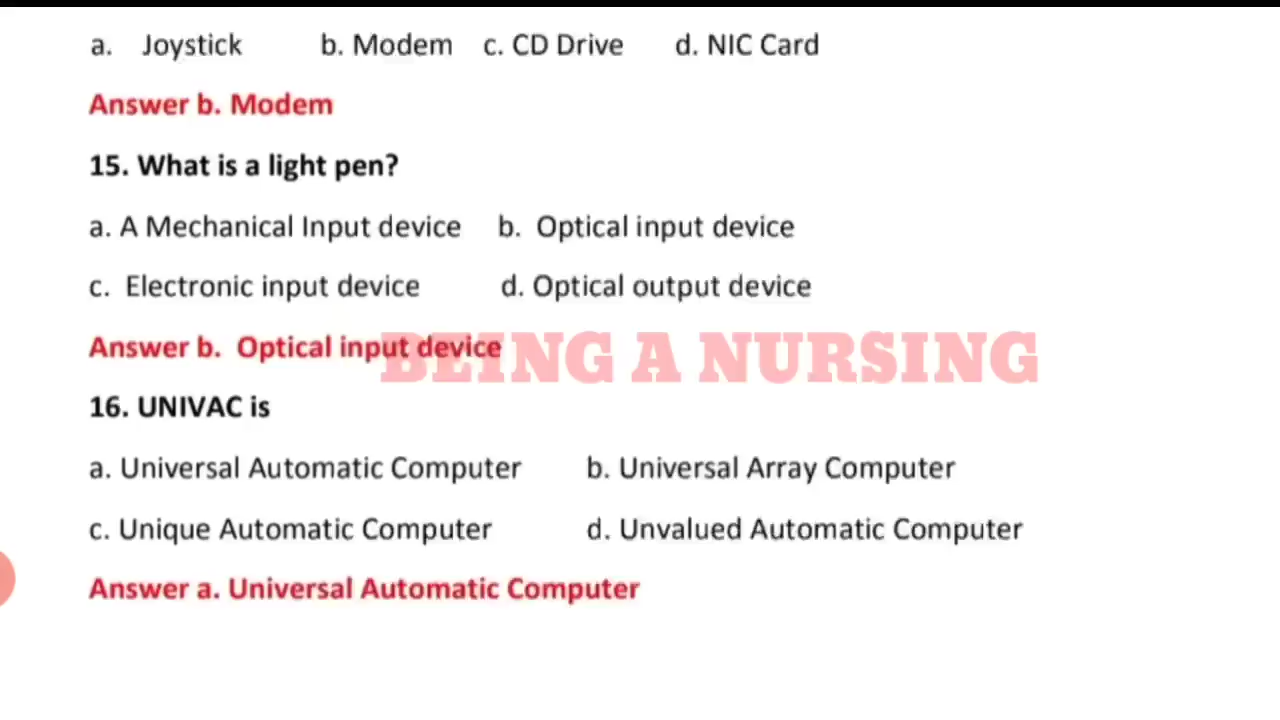 a. Joystick b. Modem c. CD Drive d. NIC Card
Answer b. Modem
15. What is a light pen?
a. A Mechanical Input device b. Optical input device
c. Electronic input device d. Optical output device
Answer b. Optical input device
BEING A NURSING
16. UNIVAC is
a. Universal Automatic Computer b. Universal Array Computer
c. Unique Automatic Computer d. Unvalued Automatic Computer
Answer a. Universal Automatic Computer